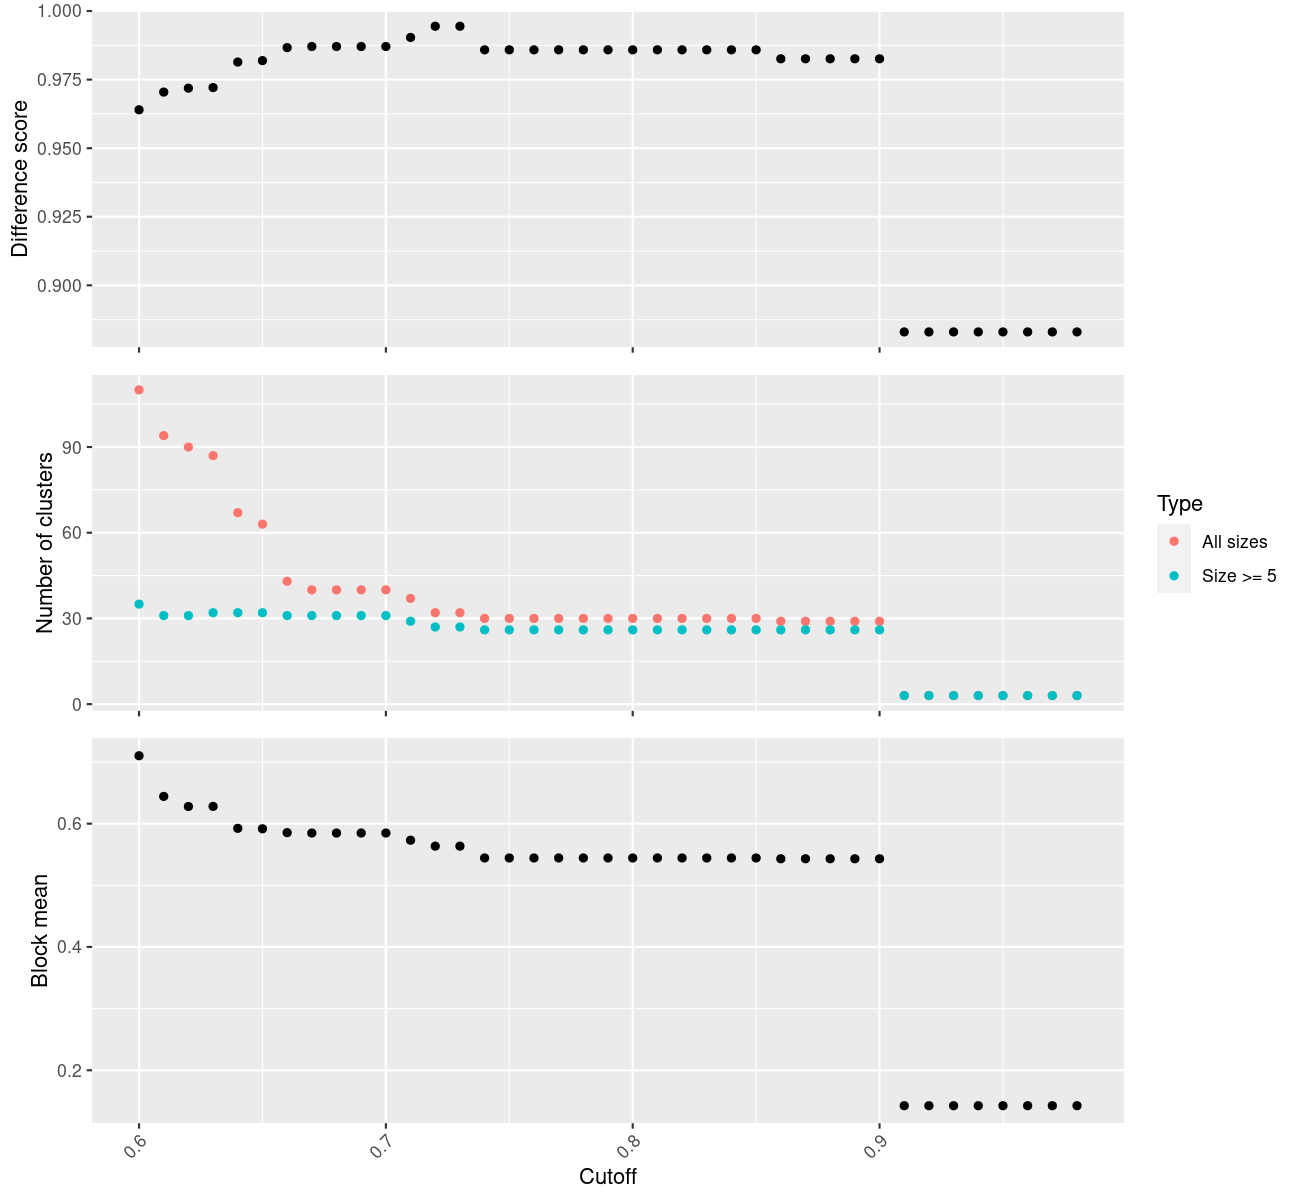 1.000
0.975
0.950
0.925
0.900
Difference score
90
60
30
0
Number of clusters
Type
All sizes
Size >= 5
0.6
0.4
0.2
Block mean
0.6
0.7
0.8
0.9
Cutoff